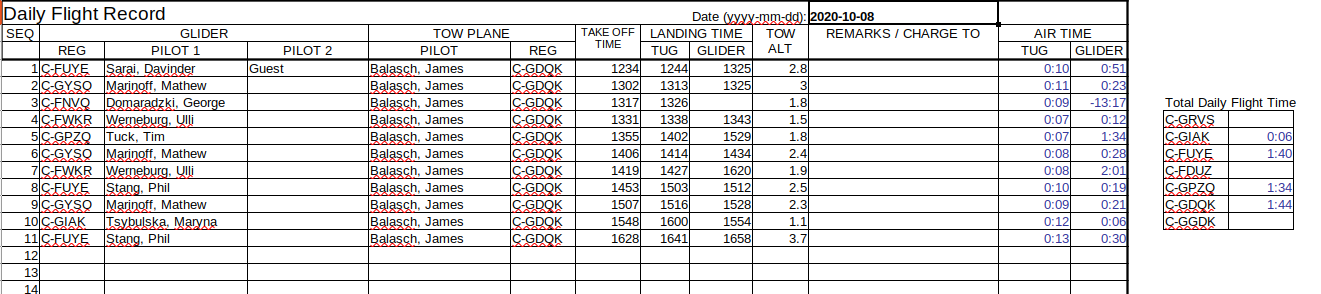 Daily Flight Record Date (yyyy-mm-dd): 2020-10-08
SEQ GLIDER TOW PLANE TAKE OFF TIME LANDING TIME TOW ALT REMARKS / CHARGE TO AIR TIME
REG PILOT 1 PILOT 2 PILOT REG TUG GLIDER TUG GLIDER
1 C-FUYE Sarai, Davinder Guest Balasch, James C-GDQK 1234 1244 1325 2.8 0:10 0:51
2 C-GYSQ Marinoff, Mathew Balasch, James C-GDQK 1302 1313 1325 3 0:11 0:23
3 C-FNVQ Domaradzki, George Balasch, James C-GDQK 1317 1326 1.8 0:09 -13:17
4 C-FWKR Werneburg, Ulli Balasch, James C-GDQK 1331 1338 1343 1.5 0:07 0:12
5 C-GPZQ Tuck, Tim Balasch, James C-GDQK 1355 1402 1529 1.8 0:07 1:34
6 C-GYSQ Marinoff, Mathew Balasch, James C-GDQK 1406 1414 1434 2.4 0:08 0:28
7 C-FWKR Werneburg, Ulli Balasch, James C-GDQK 1419 1427 1620 1.9 0:08 2:01
8 C-FUYE Stang, Phil Balasch, James C-GDQK 1453 1503 1512 2.5 0:10 0:19
9 C-GYSQ Marinoff, Mathew Balasch, James C-GDQK 1507 1516 1528 2.3 0:09 0:21
10 C-GIAK Tsybulska, Maryna Balasch, James C-GDQK 1548 1600 1554 1.1 0:12 0:06
11 C-FUYE Stang, Phil Balasch, James C-GDQK 1628 1641 1658 3.7 0:13 0:30
12
13
14
Total Daily Flight Time
C-GRVS
C-GIAK 0:06
C-FUYE 1:40
C-FDUZ
C-GPZQ 1:34
C-GDQK 1:44
C-GGDK